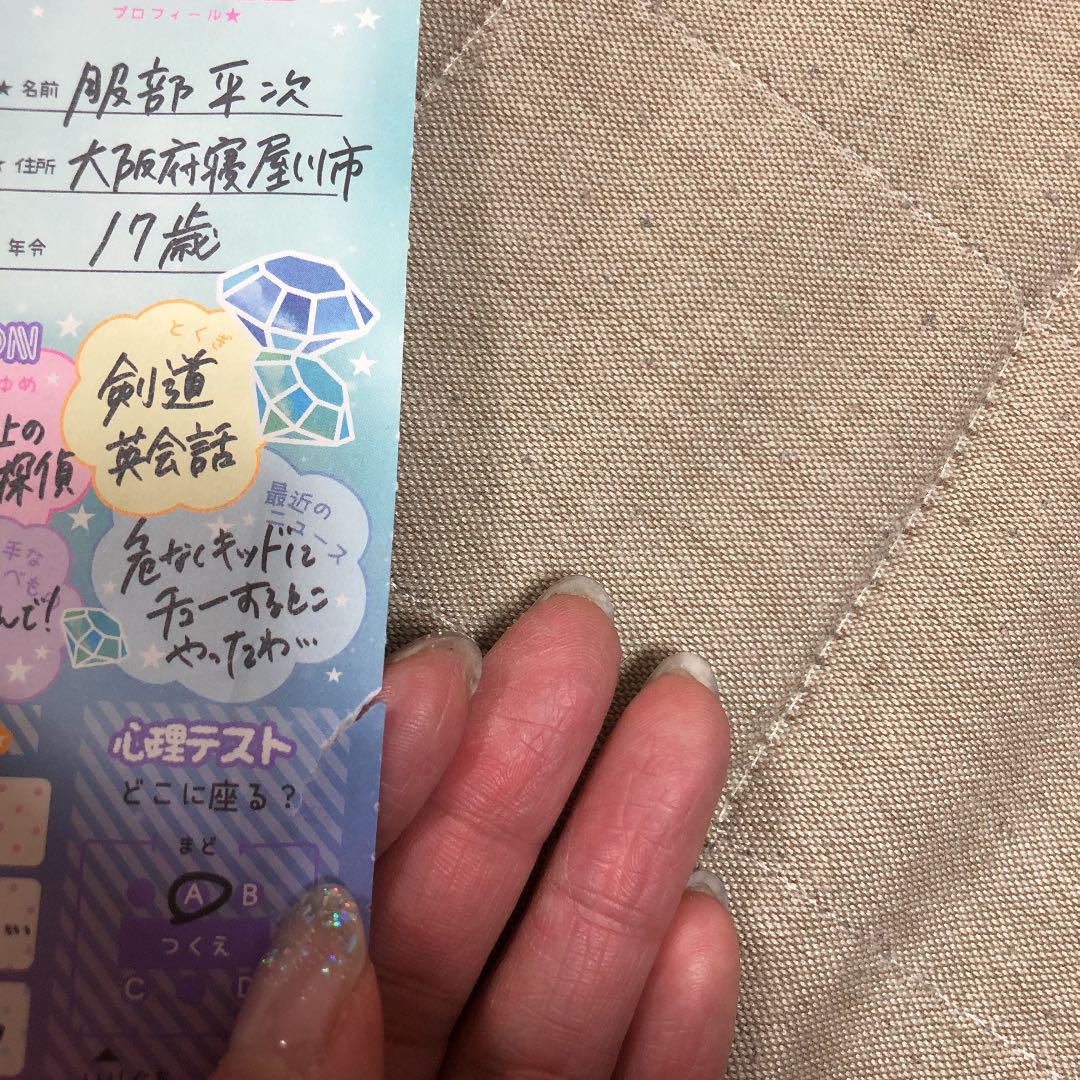 プロフィール★
★ 名前 服部平次
住所 大阪府寝屋川市
年令 17歳
とくぎ
剣道
英会話
ゆめ
上の
探偵
最近の
ニュース
危なくキッドに
チューするとこ
やったわ…
手な
べも
んで!
心理テスト
どこに座る？
まど
A B
つくえ
C D